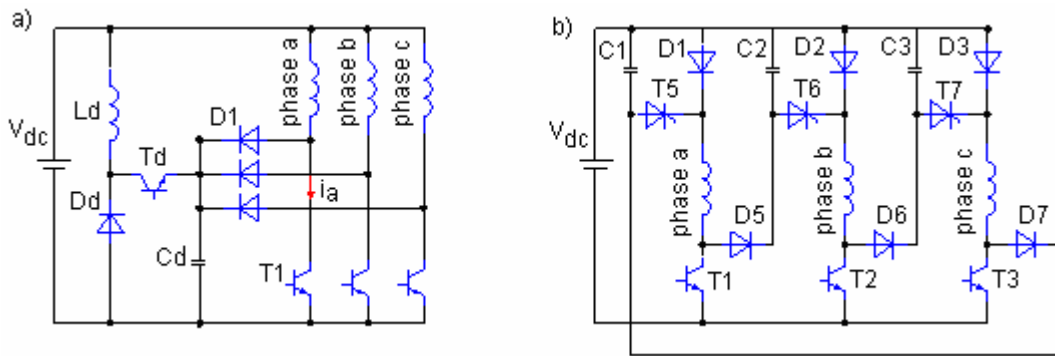 a)
Ld
Vdc
D1
Td
Dd
Cd
phase a
phase b
phase c
ia
T1
b)
C1
D1
C2
D2
C3
D3
T5
T6
T7
Vdc
phase a
phase b
phase c
D5
D6
D7
T1
T2
T3